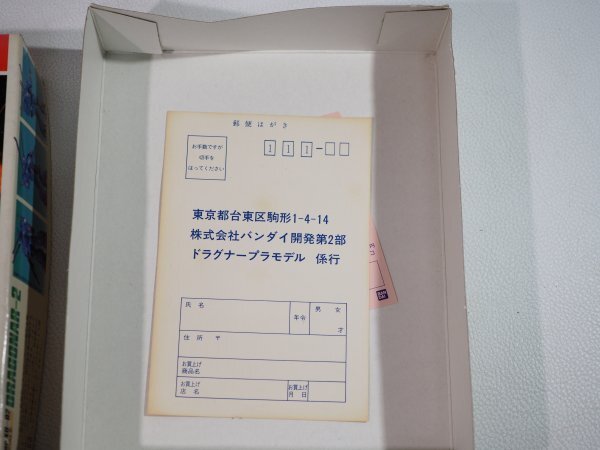 郵便はがき
お手数ですが
切手を
はってください
111-
東京都台東区駒形1-4-14
株式会社バンダイ開発第2部
ドラグナープラモデル 係行
氏名
年令
男 女
才
住所 〒
お買上げ
商品名
お買上げ
店名
お買上げ
月日
BAN
DAI